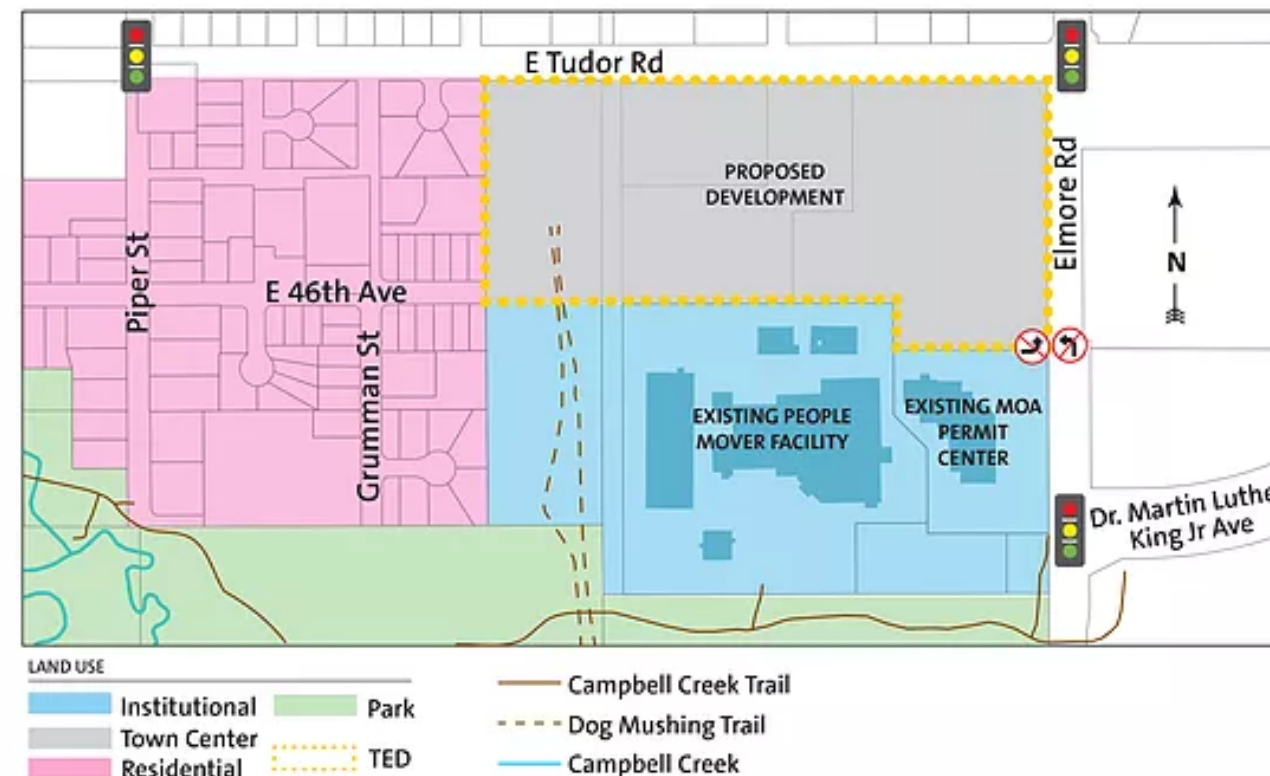 E Tudor Rd
PROPOSED
DEVELOPMENT
Elmore Rd
N
Piper St
E 46th Ave
Grumman St
EXISTING PEOPLE
MOVER FACILITY
EXISTING MOA
PERMIT
CENTER
Dr. Martin Luthe
King Jr Ave
LAND USE
Institutional
Park
Town Center
TED
Residential
Campbell Creek Trail
Dog Mushing Trail
Campbell Creek